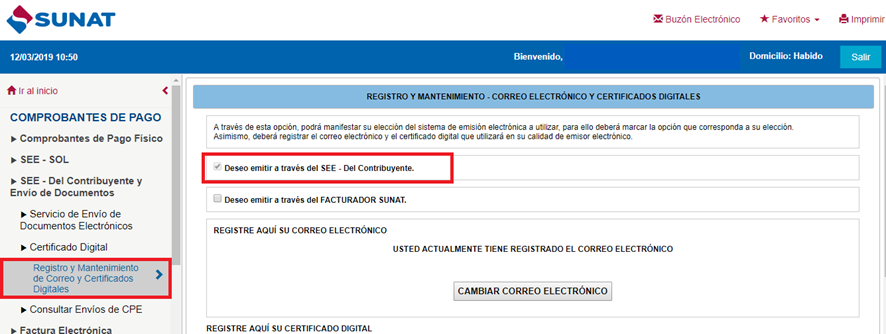 SUNAT
Buzón Electrónico
Favoritos
Imprimir
12/03/2019 10:50
Bienvenido,
Domicilio: Habido
Salir
Ir al inicio
COMPROBANTES DE PAGO
Comprobantes de Pago Físico
SEE - SOL
SEE - Del Contribuyente y
Envío de Documentos
Servicio de Envío de
Documentos Electrónicos
Certificado Digital
Registro y Mantenimiento
de Correo y Certificados
Digitales
Consultar Envíos de CPE
Factura Electrónica
REGISTRO Y MANTENIMIENTO - CORREO ELECTRÓNICO Y CERTIFICADOS DIGITALES
A través de esta opción, podrá manifestar su elección del sistema de emisión electrónica a utilizar, para ello deberá marcar la opción que corresponda a su elección.
Asimismo, deberá registrar el correo electrónico y el certificado digital que utilizará en su calidad de emisor electrónico.
Deseo emitir a través del SEE - Del Contribuyente.
Deseo emitir a través del FACTURADOR SUNAT.
REGISTRE AQUÍ SU CORREO ELECTRÓNICO
USTED ACTUALMENTE TIENE REGISTRADO EL CORREO ELECTRÓNICO
CAMBIAR CORREO ELECTRÓNICO
REGISTRE AQUÍ SU CERTIFICADO DIGITAL